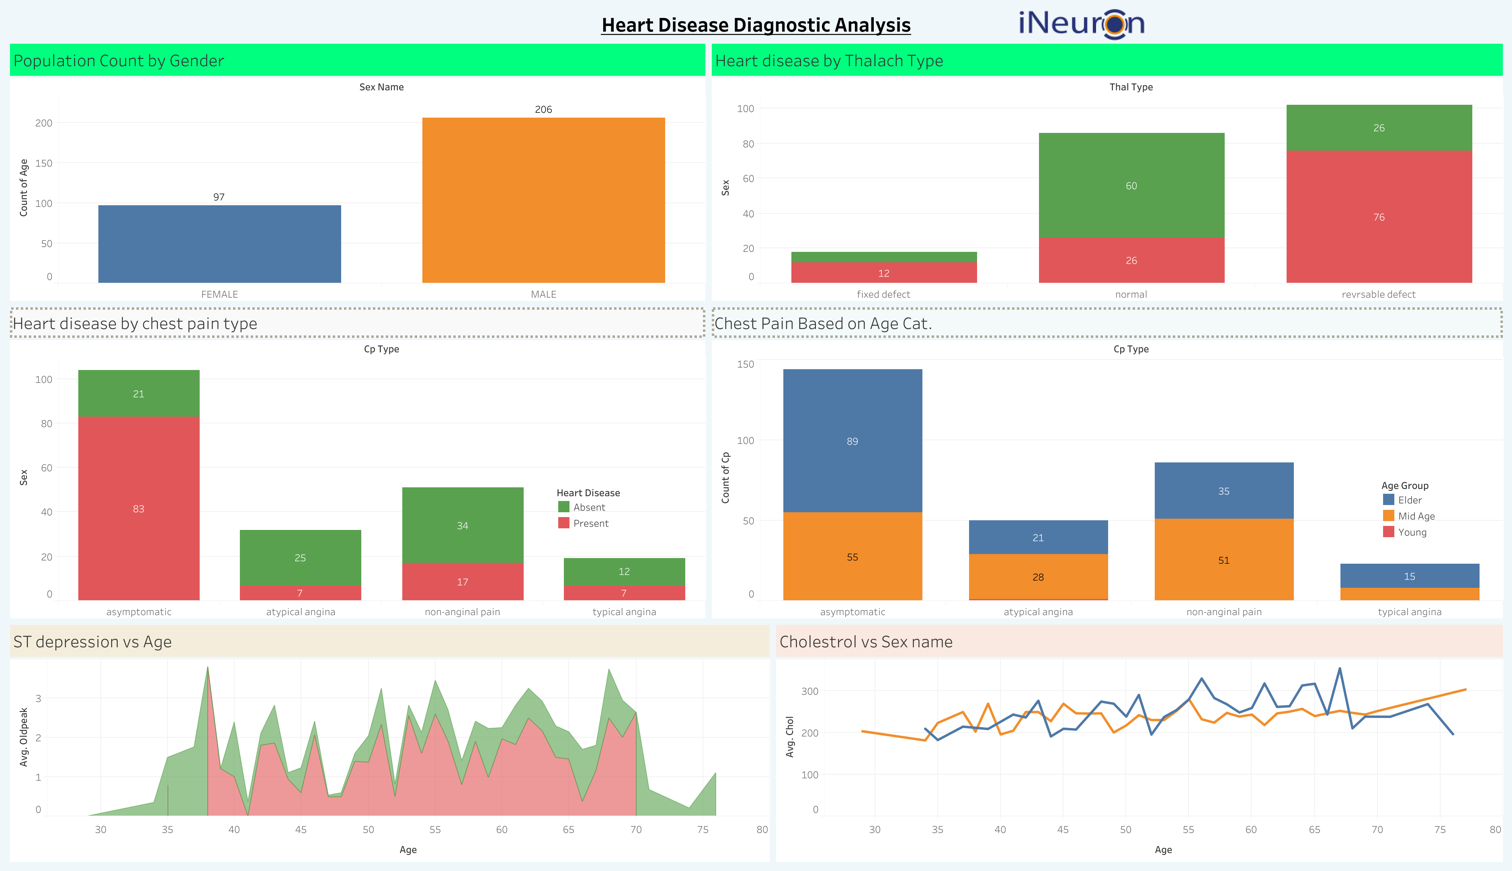 Heart Disease Diagnostic Analysis
iNeuron
Population Count by Gender
Sex Name
Count of Age
200
150
100
50
0
97
206
FEMALE
MALE
Heart disease by Thalach Type
Thal Type
Sex
100
80
60
40
20
0
12
60
26
26
76
fixed defect
normal
revrsable defect
Heart disease by chest pain type
Cp Type
Sex
100
80
60
40
20
0
21
83
25
7
34
17
12
7
Heart Disease
Absent
Present
asymptomatic
atypical angina
non-anginal pain
typical angina
Chest Pain Based on Age Cat.
Cp Type
Count of Cp
150
100
50
0
89
55
21
28
35
51
15
Age Group
Elder
Mid Age
Young
asymptomatic
atypical angina
non-anginal pain
typical angina
ST depression vs Age
Avg. Oldpeak
3
2
1
0
30 35 40 45 50 55 60 65 70 75 80
Age
Cholestrol vs Sex name
Avg. Chol
300
200
100
0
30 35 40 45 50 55 60 65 70 75 80
Age